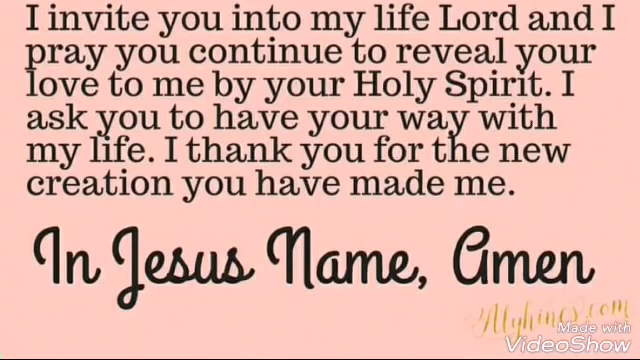 I invite you into my life Lord and I
pray you continue to reveal your
love to me by your Holy Spirit. I
ask you to have your way with
my life. I thank you for the new
creation you have made me.
In Jesus Name, Amen
Made with
VideoShow